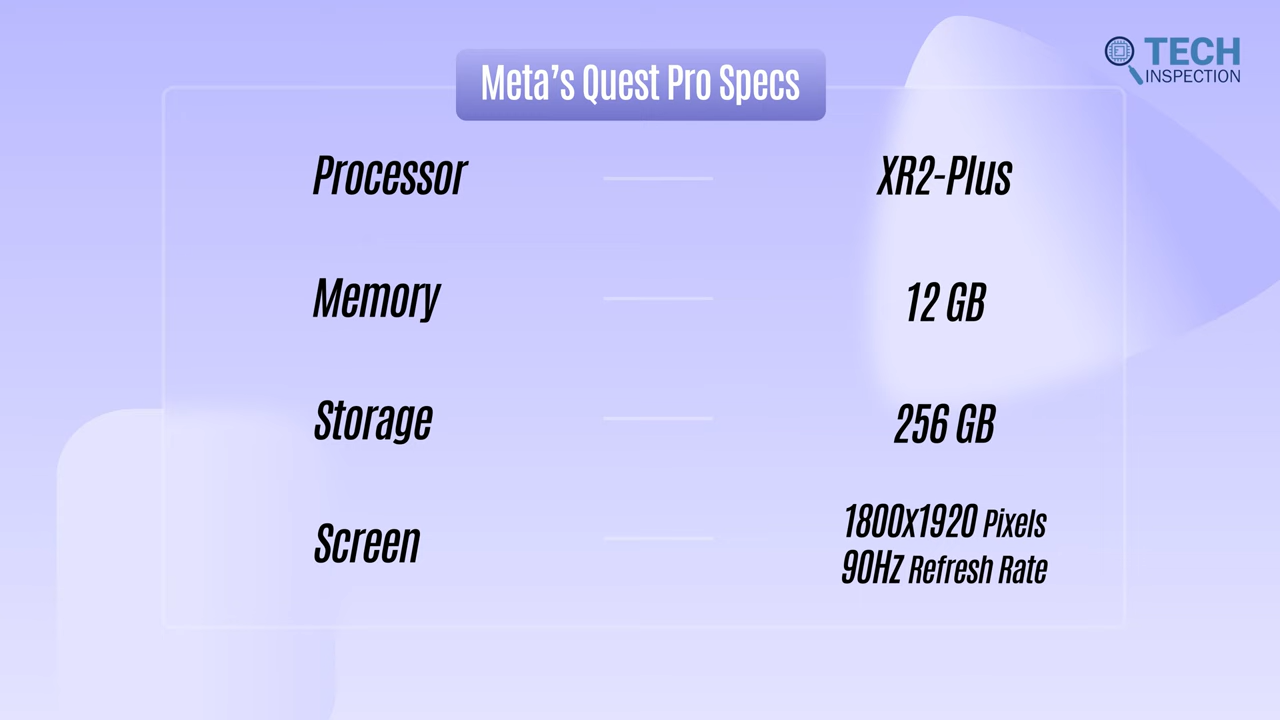 TECH
INSPECTION
Meta's Quest Pro Specs
Processor XR2-Plus
Memory 12 GB
Storage 256 GB
Screen 1800x1920 Pixels
90Hz Refresh Rate